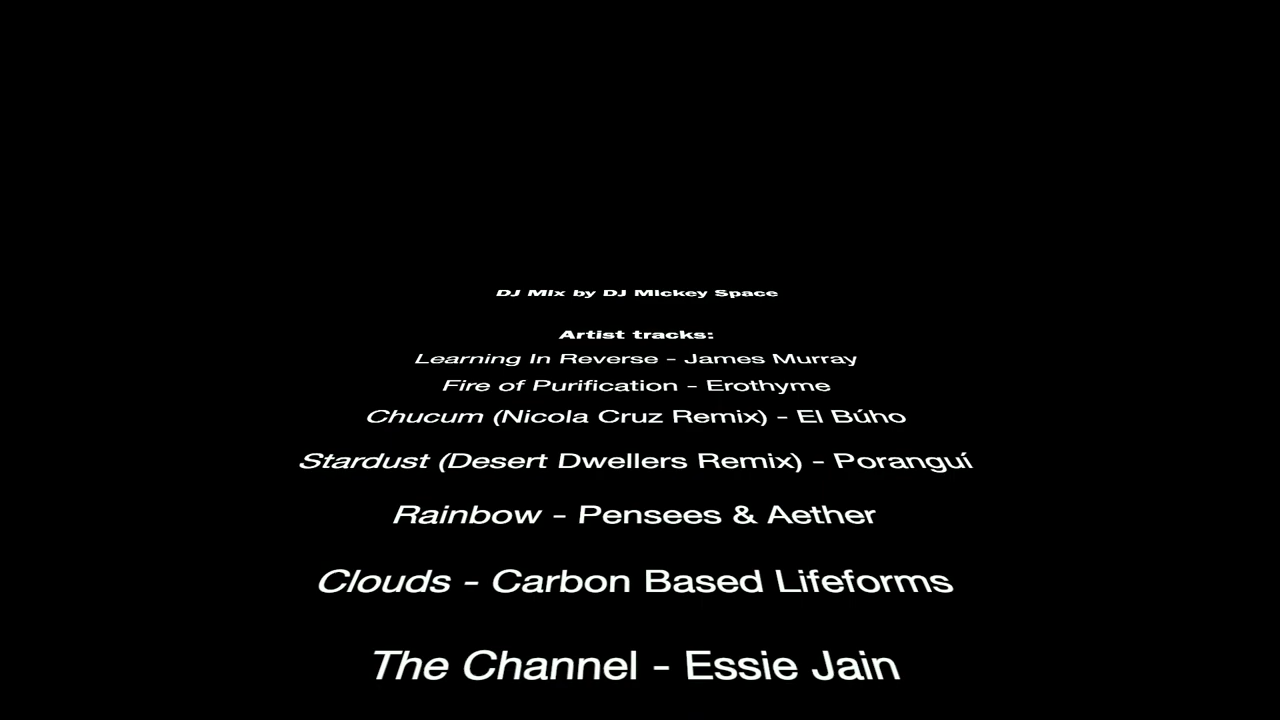 DJ Mix by DJ Mickey Space
Artist tracks:
Learning In Reverse - James Murray
Fire of Purification - Erothyme
Chucum (Nicola Cruz Remix) - El Búho
Stardust (Desert Dwellers Remix) - Poranguí
Rainbow - Pensees & Aether
Clouds - Carbon Based Lifeforms
The Channel - Essie Jain